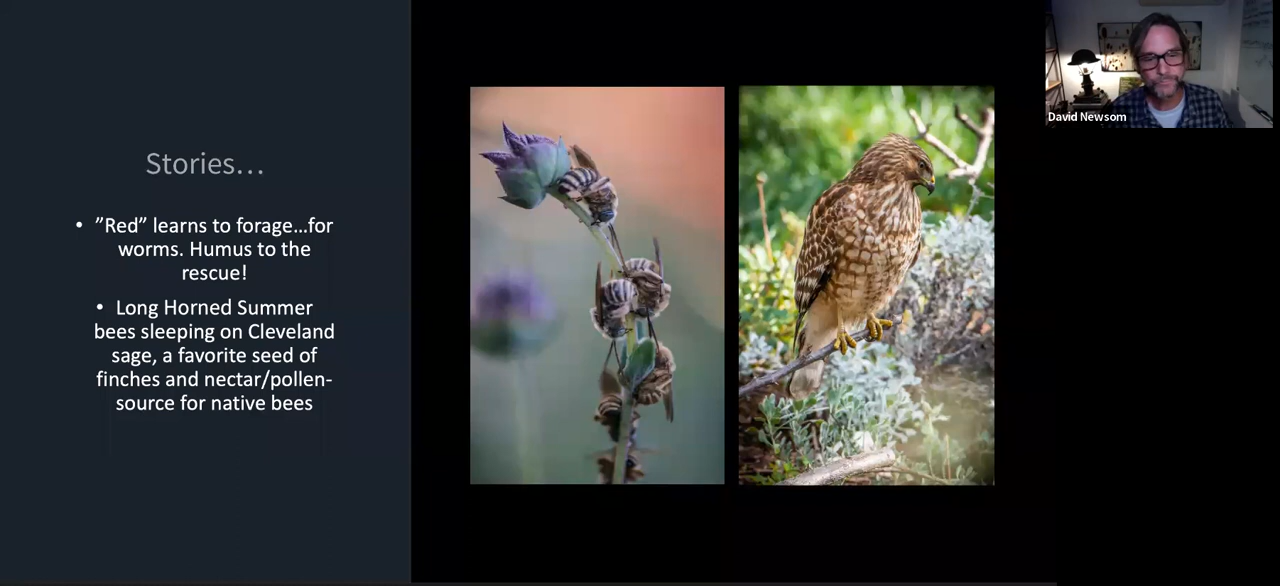 Stories...
• ”Red” learns to forage...for
worms. Humus to the
rescue!
• Long Horned Summer
bees sleeping on Cleveland
sage, a favorite seed of
finches and nectar/pollen-
source for native bees
David Newsom